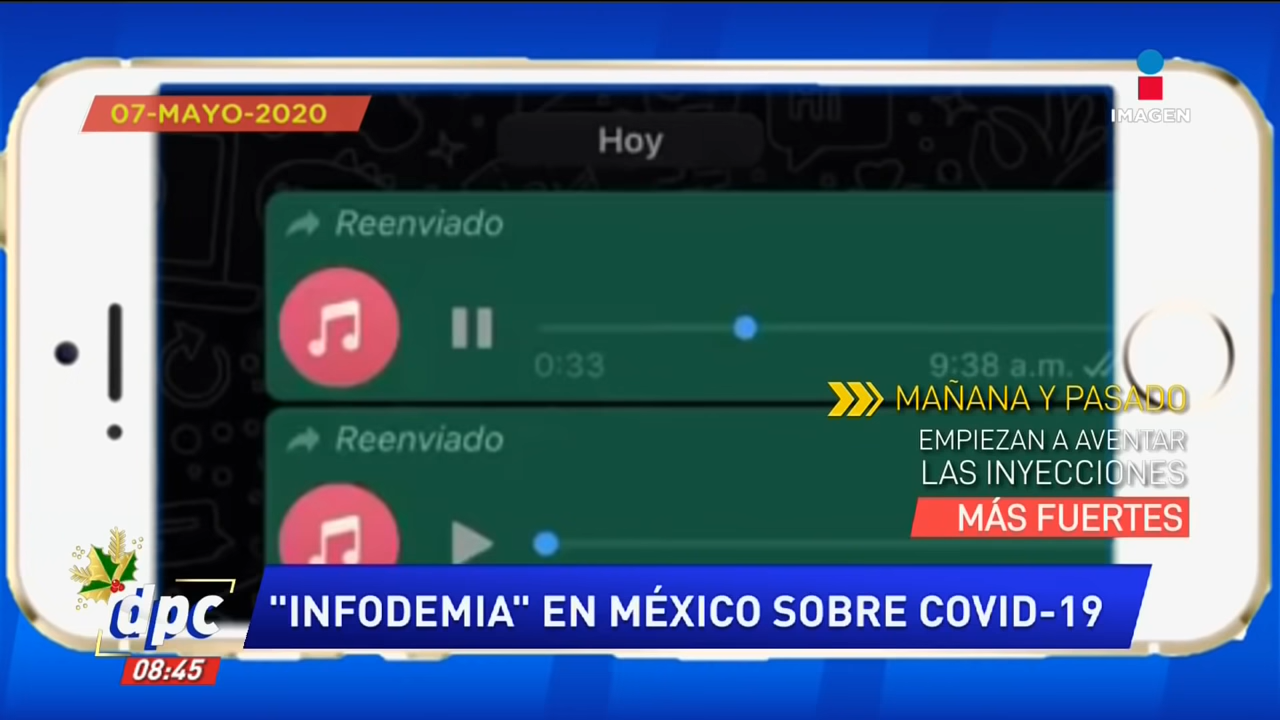 07-MAYO-2020
IMAGEN
Hoy
Reenviado
0:33
9:38 a.m.
MAÑANA Y PASADO
Reenviado
EMPIEZAN A AVENTAR
LAS INYECCIONES
MÁS FUERTES
dpc
"INFODEMIA" EN MÉXICO SOBRE COVID-19
08:45